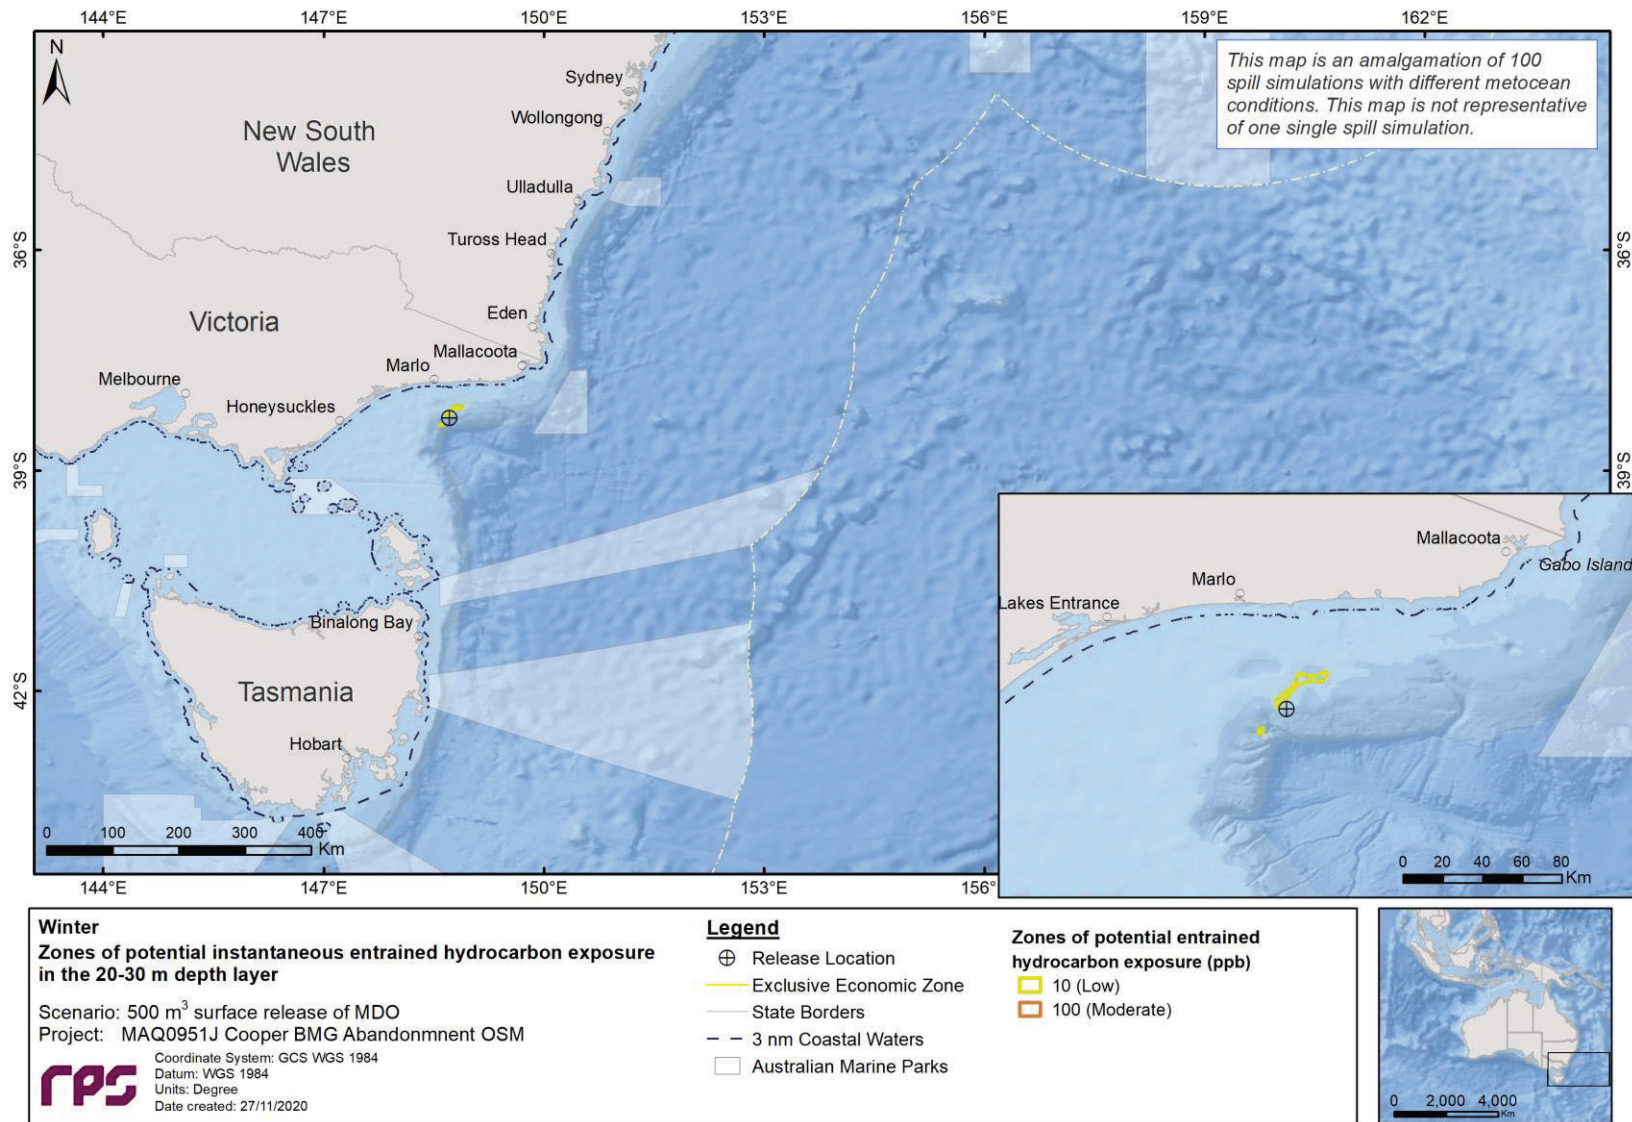 144°E
147°E
150°E
153°E
156°E
159°E
162°E
N
This map is an amalgamation of 100
spill simulations with different metocean
conditions. This map is not representative
of one single spill simulation.
Sydney
Wollongong
New South
Wales
Ulladulla
Tuross Head
36°S
36°S
Victoria
Eden
Mallacoota
Marlo
Melbourne
Honeysuckles
39°S
39°S
Mallacoota
Gabo Island
Marlo
Lakes Entrance
Binalong Bay
Tasmania
42°S
Hobart
0 100 200 300 400
Km
0 20 40 60 80
Km
144°E
147°E
150°E
153°E
156°
Winter
Zones of potential instantaneous entrained hydrocarbon exposure
in the 20-30 m depth layer
Scenario: 500 m³ surface release of MDO
Project: MAQ0951J Cooper BMG Abandonmnent OSM
rps
Coordinate System: GCS WGS 1984
Datum: WGS 1984
Units: Degree
Date created: 27/11/2020
Legend
Release Location
Exclusive Economic Zone
State Borders
3 nm Coastal Waters
Australian Marine Parks
Zones of potential entrained
hydrocarbon exposure (ppb)
10 (Low)
100 (Moderate)
0 2,000 4,000
Km